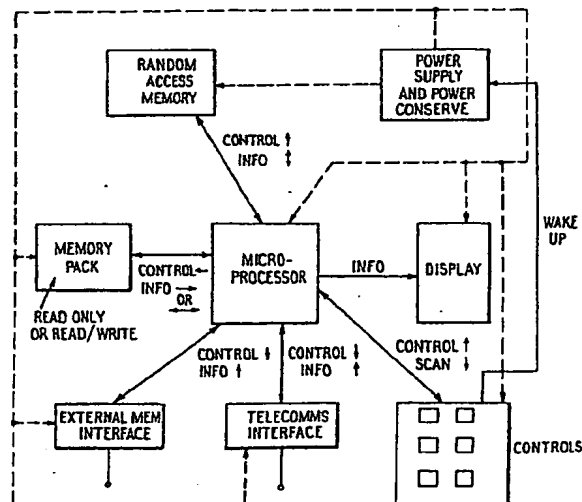 RANDOM
ACCESS
MEMORY
POWER
SUPPLY
AND POWER
CONSERVE
CONTROL ↑
INFO ↕
WAKE
UP
MEMORY
PACK
CONTROL ←
INFO →
OR ↔
MICRO-
PROCESSOR
INFO
DISPLAY
READ ONLY
OR READ/WRITE
CONTROL ↓
INFO ↑
CONTROL ↓
INFO ↑
CONTROL ↑
SCAN ↓
EXTERNAL MEM
INTERFACE
TELECOMMS
INTERFACE
CONTROLS